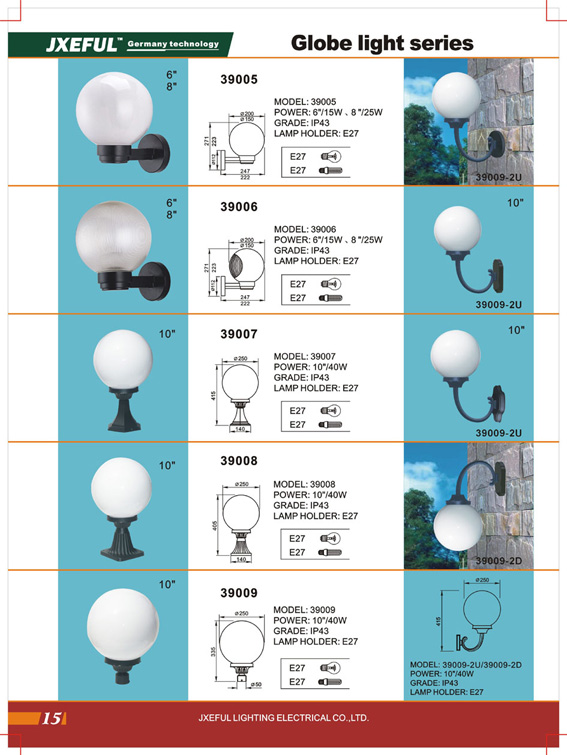 JXEFUL™ Germany technology
Globe light series
6"
8"
39005
MODEL: 39005
POWER: 6"/15W 、8 "/25W
GRADE: IP43
LAMP HOLDER: E27
Ø200
Ø150
271
223
Ø112
247
222
E27
E27
39009-2U
6"
8"
39006
MODEL: 39006
POWER: 6"/15W 、8 "/25W
GRADE: IP43
LAMP HOLDER: E27
Ø200
Ø150
271
223
Ø112
247
222
E27
E27
10"
39009-2U
10"
39007
MODEL: 39007
POWER: 10"/40W
GRADE: IP43
LAMP HOLDER: E27
Ø250
415
140
E27
E27
10"
39009-2U
10"
39008
MODEL: 39008
POWER: 10"/40W
GRADE: IP43
LAMP HOLDER: E27
Ø250
405
140
E27
E27
39009-2D
10"
39009
MODEL: 39009
POWER: 10"/40W
GRADE: IP43
LAMP HOLDER: E27
Ø250
335
Ø50
E27
E27
Ø250
415
MODEL: 39009-2U/39009-2D
POWER: 10"/40W
GRADE: IP43
LAMP HOLDER: E27
15
JXEFUL LIGHTING ELECTRICAL CO.,LTD.